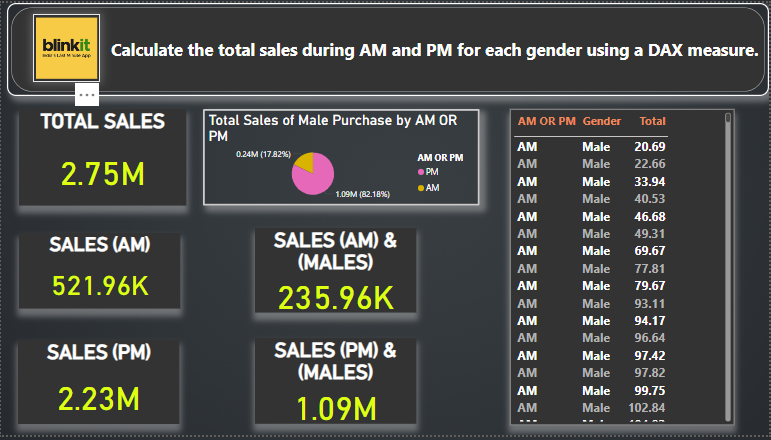 blinkit
India's Last Minute App
Calculate the total sales during AM and PM for each gender using a DAX measure.
...
TOTAL SALES
2.75M
Total Sales of Male Purchase by AM OR
PM
0.24M (17.82%)
1.09M (82.18%)
AM OR PM
PM
AM
SALES (AM)
521.96K
SALES (AM) &
(MALES)
235.96K
SALES (PM)
2.23M
SALES (PM) &
(MALES)
1.09M
AM OR PM Gender Total
AM Male 20.69
AM Male 22.66
AM Male 33.94
AM Male 40.53
AM Male 46.68
AM Male 49.31
AM Male 69.67
AM Male 77.81
AM Male 79.67
AM Male 93.11
AM Male 94.17
AM Male 96.64
AM Male 97.42
AM Male 97.82
AM Male 99.75
AM Male 102.84